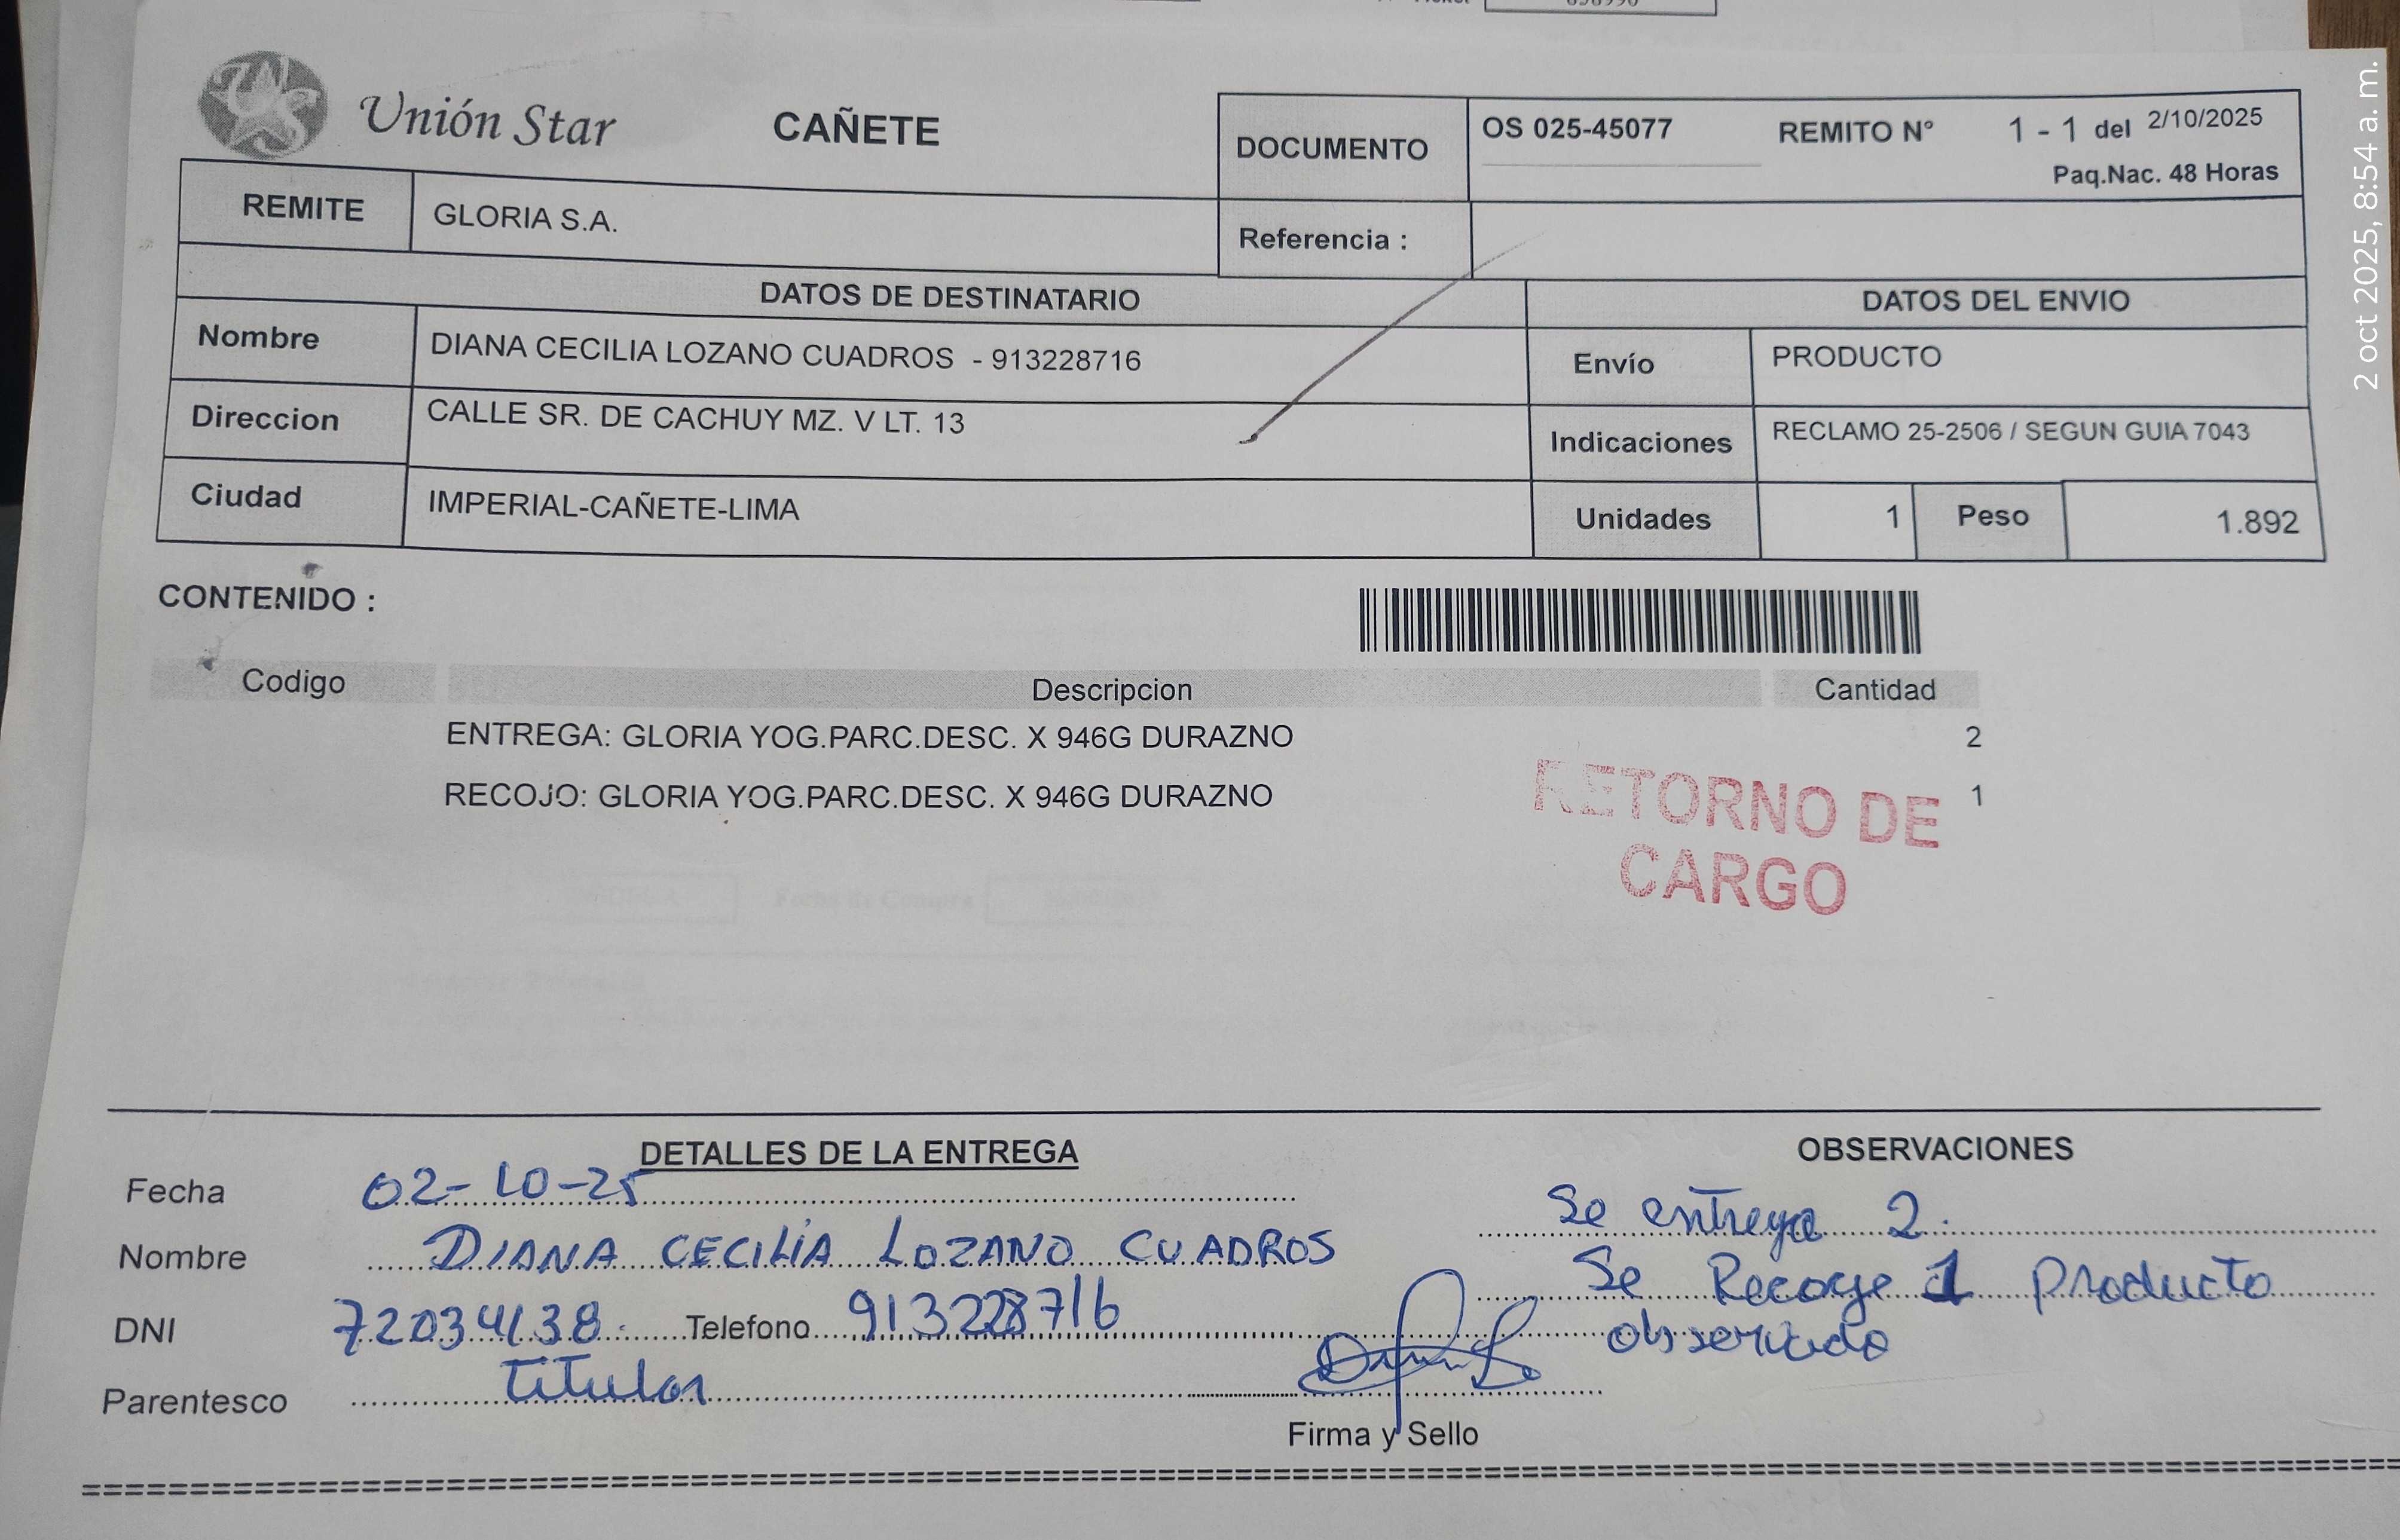 Unión Star
CAÑETE
DOCUMENTO
OS 025-45077
REMITO N° 1 - 1 del 2/10/2025
Paq.Nac. 48 Horas
REMITE
GLORIA S.A.
Referencia :
DATOS DE DESTINATARIO
DATOS DEL ENVIO
Nombre
DIANA CECILIA LOZANO CUADROS - 913228716
Envío
PRODUCTO
Direccion
CALLE SR. DE CACHUY MZ. V LT. 13
Indicaciones
RECLAMO 25-2506 / SEGUN GUIA 7043
Ciudad
IMPERIAL-CAÑETE-LIMA
Unidades 1 Peso 1.892
CONTENIDO :
Codigo Descripcion Cantidad
ENTREGA: GLORIA YOG.PARC.DESC. X 946G DURAZNO 2
RECOJO: GLORIA YOG.PARC.DESC. X 946G DURAZNO 1
RETORNO DE
CARGO
DETALLES DE LA ENTREGA
Fecha 02-10-25
Nombre DIANA CECILIA LOZANO CUADROS
DNI 72034138. Telefono 913228716
Parentesco Titular
Firma y Sello
OBSERVACIONES
Se entrega 2.
Se Recoge 1 producto
observado
2 oct 2025, 8:54 a. m.